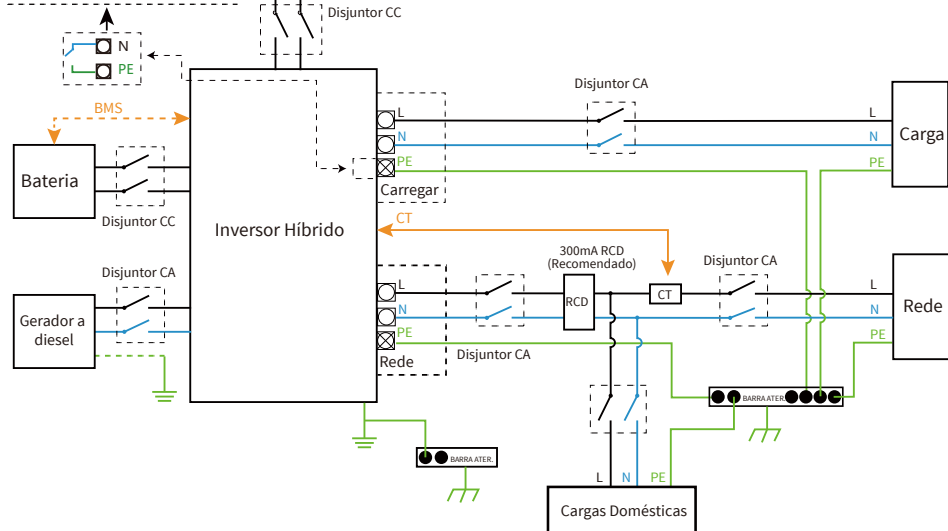 Disjuntor CC
N
PE
BMS
Disjuntor CA
L
N
PE
Carregar
L
N
PE
Carga
Bateria
Disjuntor CC
Inversor Híbrido
CT
300mA RCD
(Recomendado)
Disjuntor CA
Disjuntor CA
Gerador a
diesel
L
N
PE
Rede
Disjuntor CA
RCD
CT
L
N
PE
Rede
BARRA ATER.
BARRA ATER.
L
N
PE
Cargas Domésticas